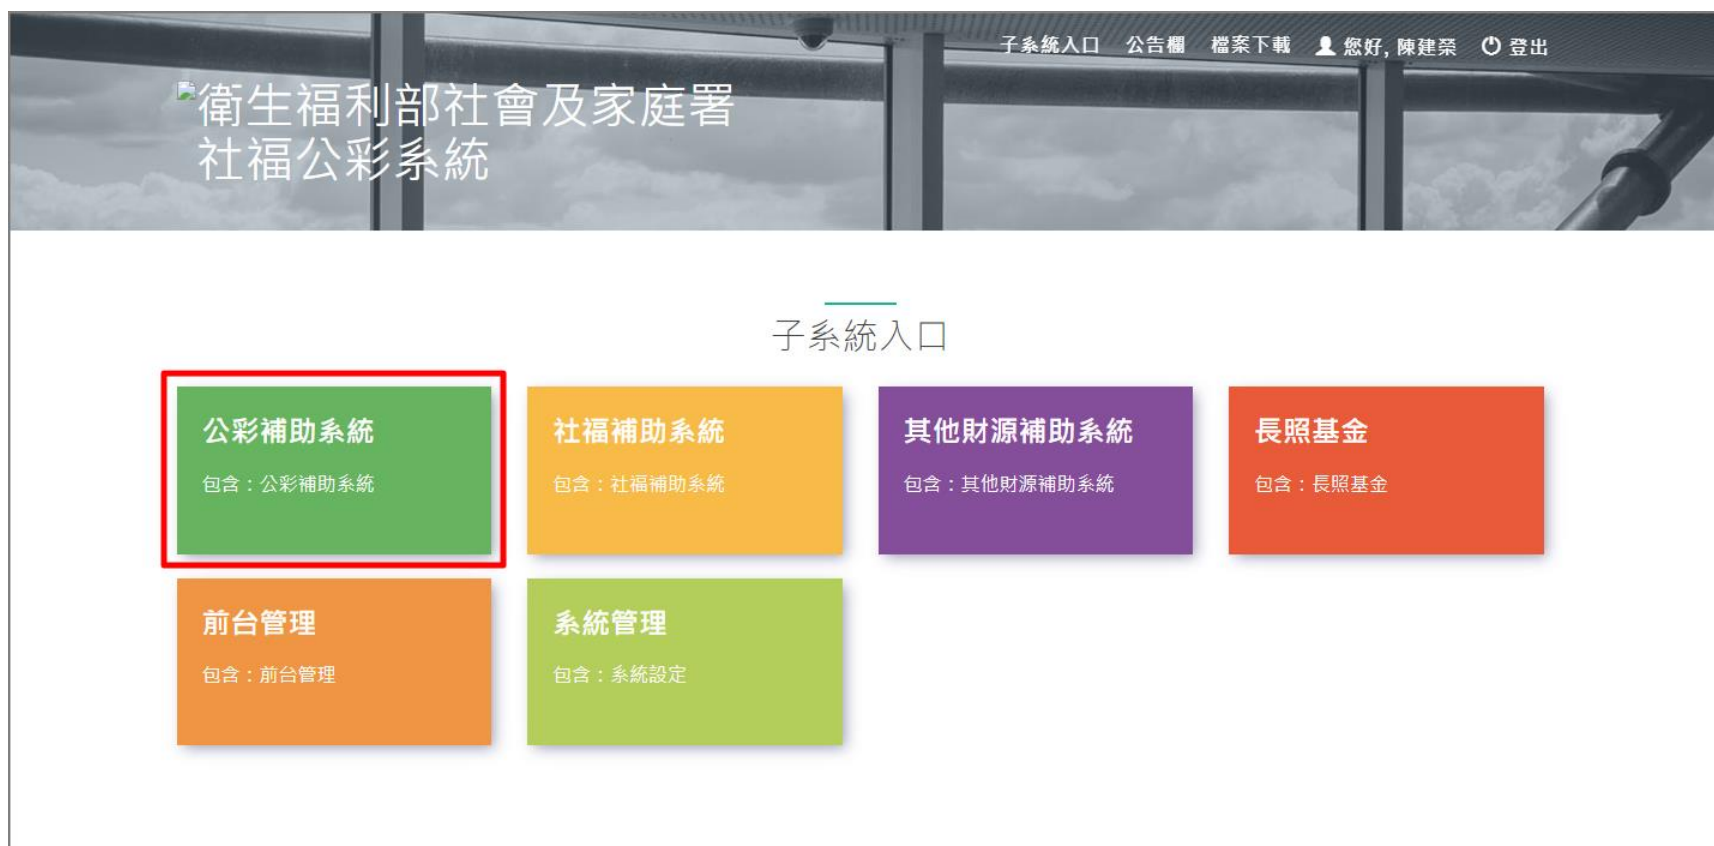 子系統入口 公告欄 檔案下載 您好, 陳建榮 登出
衛生福利部社會及家庭署
社福公彩系統
子系統入口
公彩補助系統
包含：公彩補助系統
社福補助系統
包含：社福補助系統
其他財源補助系統
包含：其他財源補助系統
長照基金
包含：長照基金
前台管理
包含：前台管理
系統管理
包含：系統設定